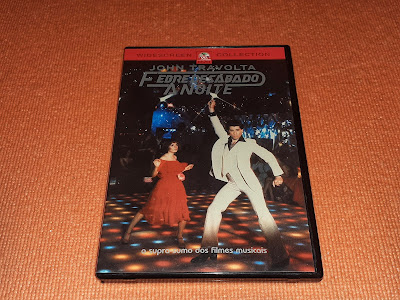 WIDESCREEN COLLECTION
JOHN TRAVOLTA
FEBRE DE SÁBADO
À NOITE
a supra-sumo dos filmes musicais